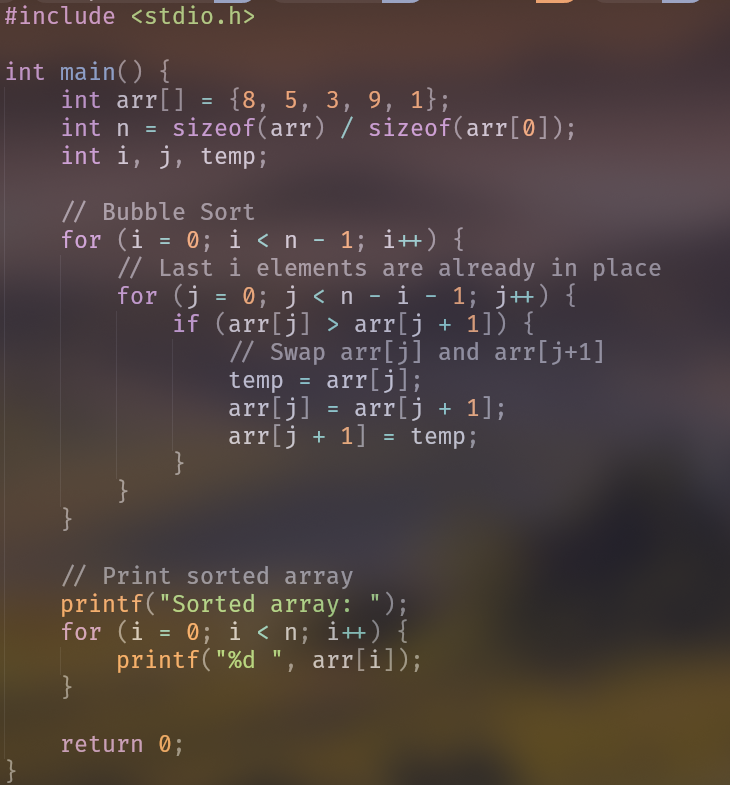 #include <stdio.h>

int main() {
    int arr[] = {8, 5, 3, 9, 1};
    int n = sizeof(arr) / sizeof(arr[0]);
    int i, j, temp;

    // Bubble Sort
    for (i = 0; i < n - 1; i++) {
        // Last i elements are already in place
        for (j = 0; j < n - i - 1; j++) {
            if (arr[j] > arr[j + 1]) {
                // Swap arr[j] and arr[j+1]
                temp = arr[j];
                arr[j] = arr[j + 1];
                arr[j + 1] = temp;
            }
        }
    }

    // Print sorted array
    printf("Sorted array: ");
    for (i = 0; i < n; i++) {
        printf("%d ", arr[i]);
    }

    return 0;
}